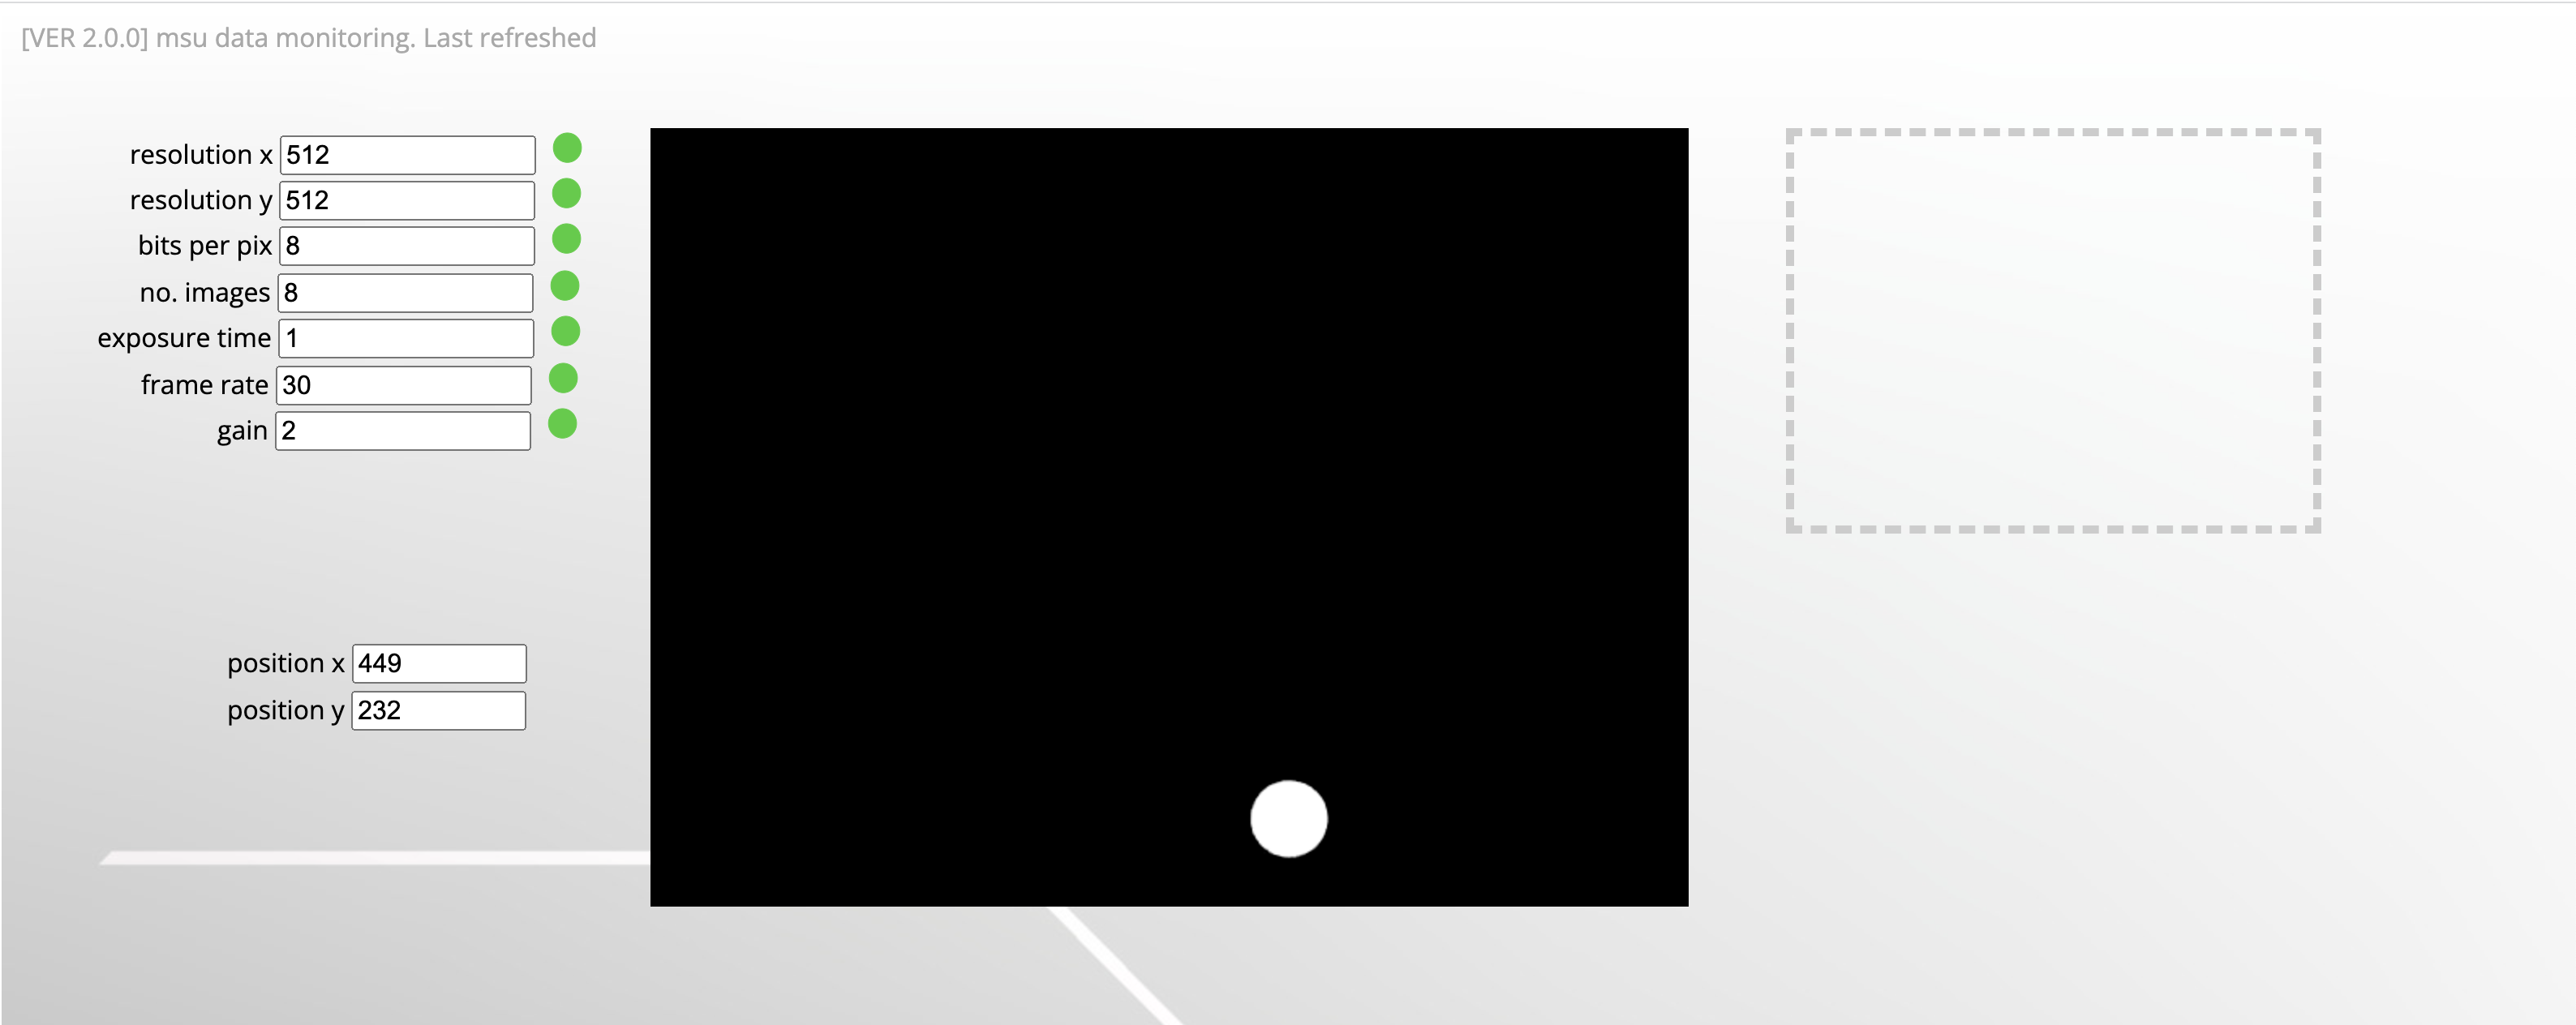 [VER 2.0.0] msu data monitoring. Last refreshed
resolution x 512
resolution y 512
bits per pix 8
no. images 8
exposure time 1
frame rate 30
gain 2
position x 449
position y 232